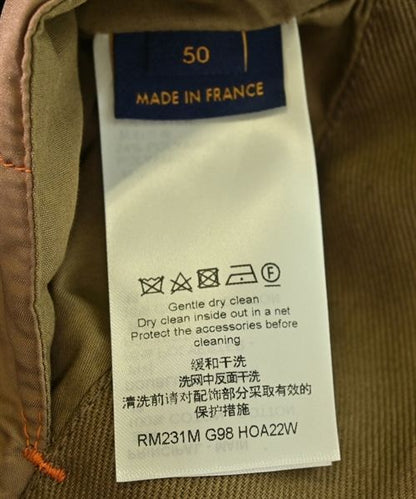 50
MADE IN FRANCE
F
Gentle dry clean
Dry clean inside out in a net
Protect the accessories before
cleaning
缓和干洗
洗网中反面干洗
清洗前请对配饰部分采取有效的
保护措施
RM231M G98 HOA22W